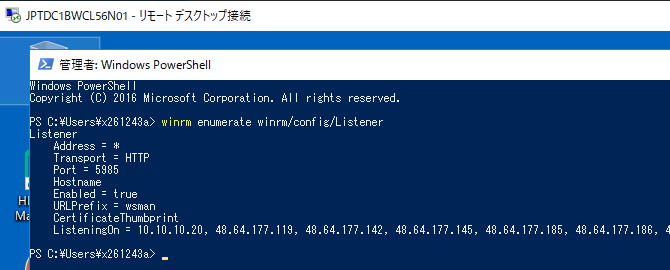 JPTDC1BWCL56N01 - リモート デスクトップ接続
管理者: Windows PowerShell
Windows PowerShell
Copyright (C) 2016 Microsoft Corporation. All rights reserved.
PS C:¥Users¥x261243a> winrm enumerate winrm/config/Listener
Listener
Address = *
Transport = HTTP
Port = 5985
Hostname
Enabled = true
URLPrefix = wsman
CertificateThumbprint
ListeningOn = 10.10.10.20, 48.64.177.119, 48.64.177.142, 48.64.177.145, 48.64.177.185, 48.64.177.186, 4
PS C:¥Users¥x261243a>